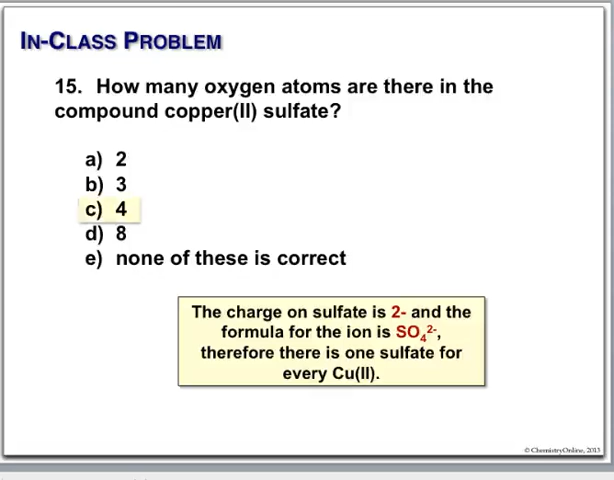 IN-CLASS PROBLEM
15. How many oxygen atoms are there in the
compound copper(II) sulfate?
a) 2
b) 3
c) 4
d) 8
e) none of these is correct
The charge on sulfate is 2- and the
formula for the ion is SO₄²⁻,
therefore there is one sulfate for
every Cu(II).
© ChemistryOnline, 2013